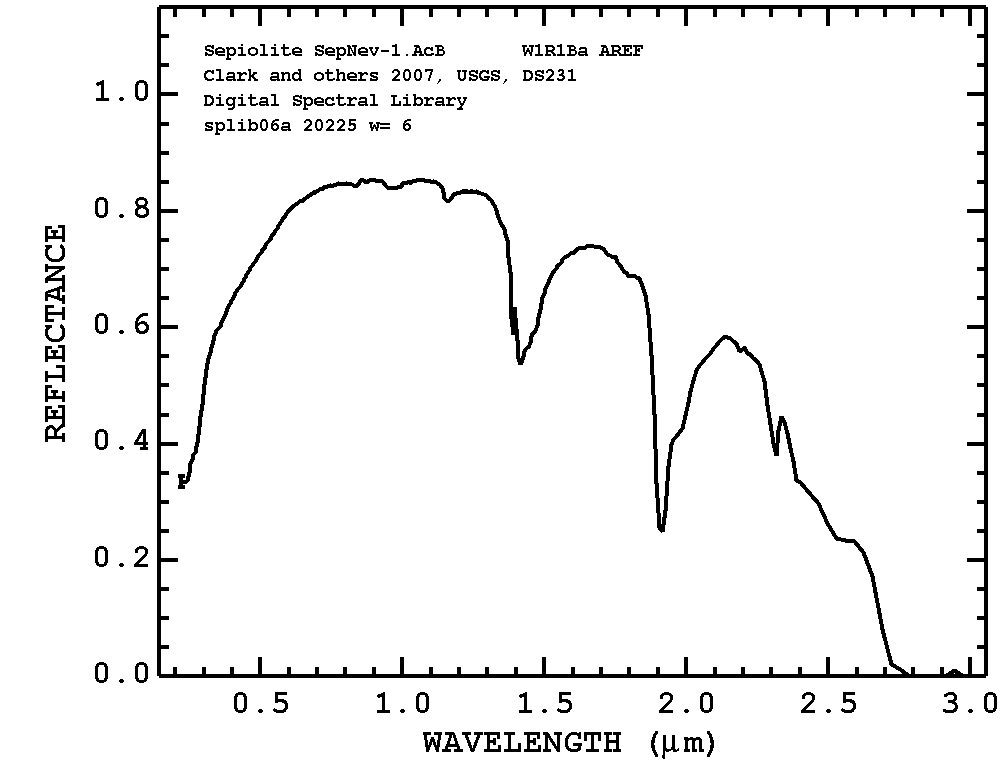 Sepiolite SepNev-1.AcB W1R1Ba AREF
Clark and others 2007, USGS, DS231
Digital Spectral Library
splib06a 20225 w= 6
1.0
0.8
0.6
0.4
0.2
0.0
REFLECTANCE
0.5 1.0 1.5 2.0 2.5 3.0
WAVELENGTH (μm)